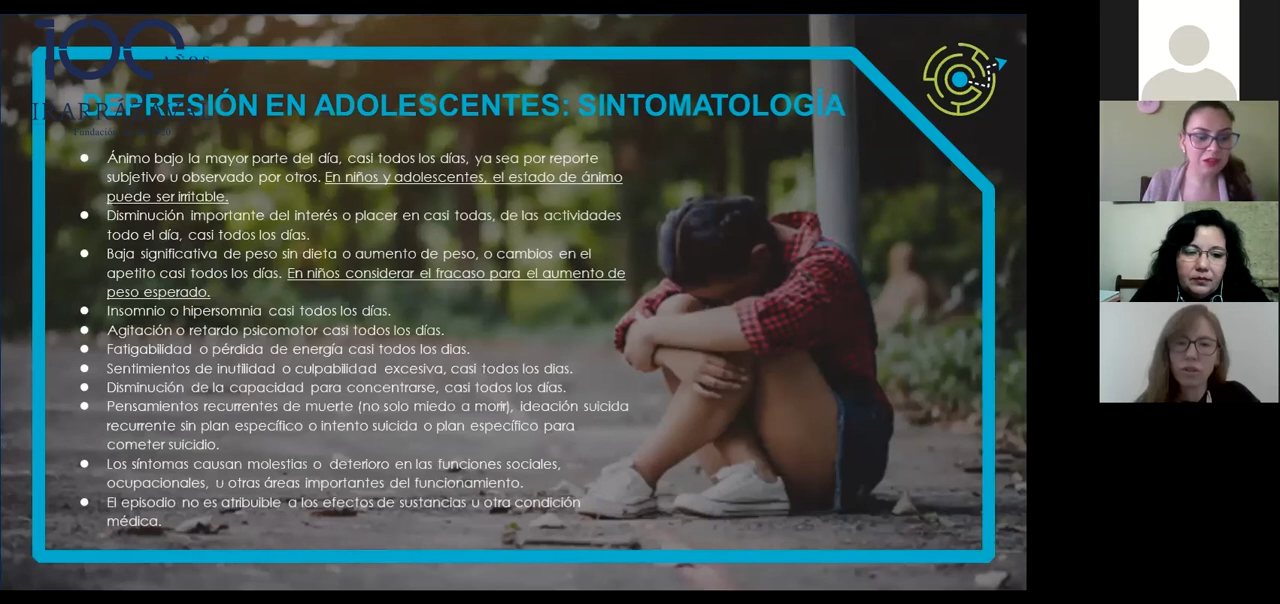 100
AÑOS
DEPRESIÓN EN ADOLESCENTES: SINTOMATOLOGÍA
● Ánimo bajo la mayor parte del día, casi todos los días, ya sea por reporte
subjetivo u observado por otros. En niños y adolescentes, el estado de ánimo
puede ser irritable.
● Disminución importante del interés o placer en casi todas, de las actividades
todo el día, casi todos los días.
● Baja significativa de peso sin dieta o aumento de peso, o cambios en el
apetito casi todos los días. En niños considerar el fracaso para el aumento de
peso esperado.
● Insomnio o hipersomnia casi todos los días.
● Agitación o retardo psicomotor casi todos los días.
● Fatigabilidad o pérdida de energía casi todos los dias.
● Sentimientos de inutilidad o culpabilidad excesiva, casi todos los dias.
● Disminución de la capacidad para concentrarse, casi todos los días.
● Pensamientos recurrentes de muerte (no solo miedo a morir), ideación suicida
recurrente sin plan específico o intento suicida o plan específico para
cometer suicidio.
● Los síntomas causan molestias o deterioro en las funciones sociales,
ocupacionales, u otras áreas importantes del funcionamiento.
● El episodio no es atribuible a los efectos de sustancias u otra condición
médica.